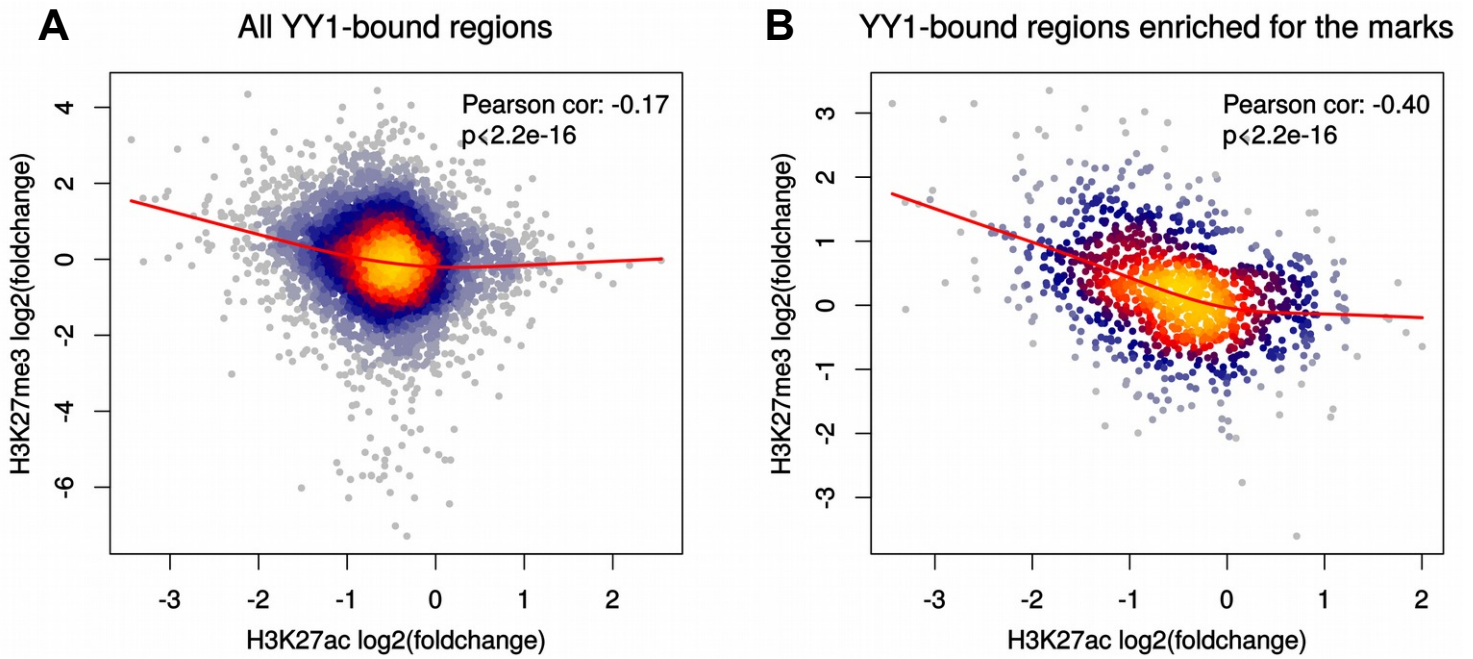 A
All YY1-bound regions
Pearson cor: -0.17
p<2.2e-16
H3K27me3 log2(foldchange)
4
2
0
-2
-4
-6
-3
-2
-1
0
1
2
H3K27ac log2(foldchange)
B
YY1-bound regions enriched for the marks
Pearson cor: -0.40
p<2.2e-16
H3K27me3 log2(foldchange)
3
2
1
0
-1
-2
-3
-3
-2
-1
0
1
2
H3K27ac log2(foldchange)